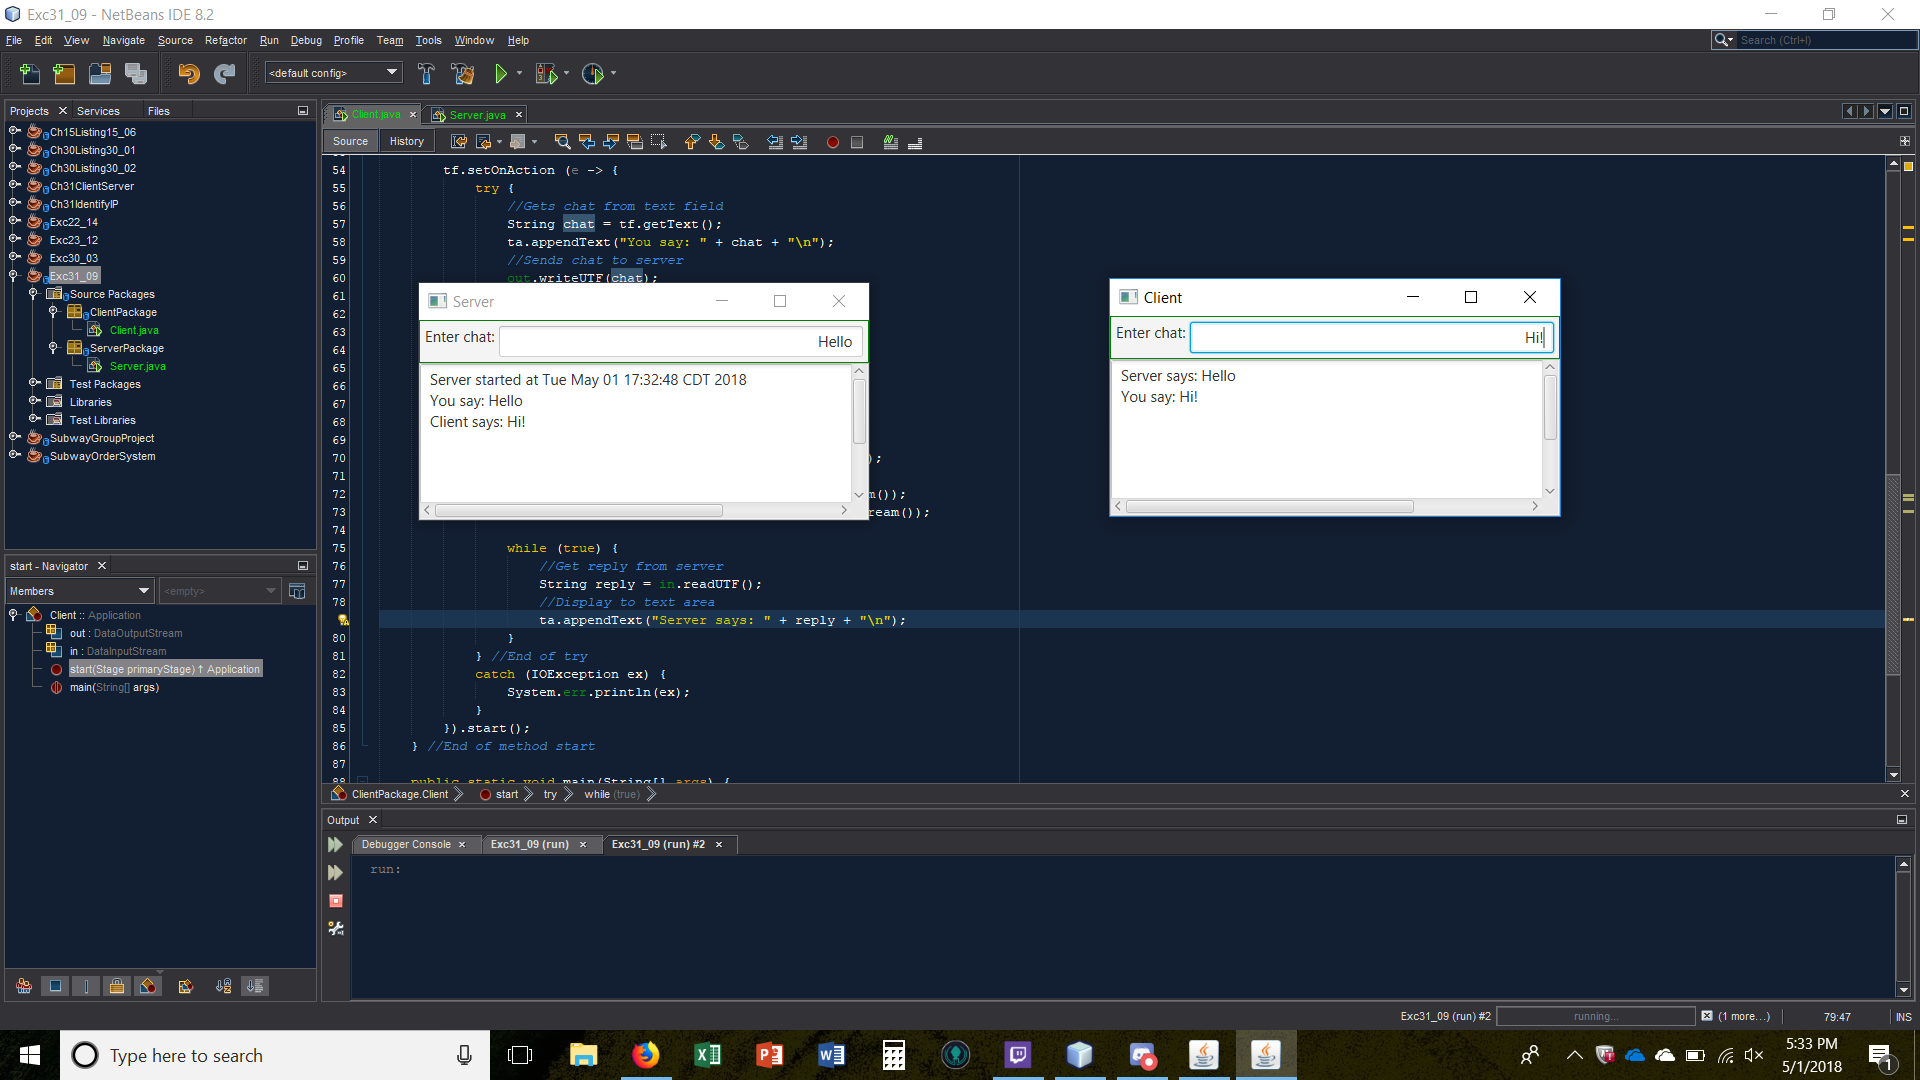 Exc31_09 - NetBeans IDE 8.2
File Edit View Navigate Source Refactor Run Debug Profile Team Tools Window Help
Search (Ctrl+I)
<default config>
Projects Services Files
Ch15Listing15_06
Ch30Listing30_01
Ch30Listing30_02
Ch31ClientServer
Ch31IdentifyIP
Exc22_14
Exc23_12
Exc30_03
Exc31_09
Source Packages
ClientPackage
Client.java
ServerPackage
Server.java
Test Packages
Libraries
Test Libraries
SubwayGroupProject
SubwayOrderSystem
start - Navigator
Members
<empty>
Client :: Application
out : DataOutputStream
in : DataInputStream
start(Stage primaryStage) ↑ Application
main(String[] args)
Client.java Server.java
Source History
54 tf.setOnAction (e -> {
55 try {
56 //Gets chat from text field
57 String chat = tf.getText();
58 ta.appendText("You say: " + chat + "\n");
59 //Sends chat to server
60 out.writeUTF(chat);
61
62
63
64
65
66
67
68
69
70 );
71
72 m());
73 ream());
74
75 while (true) {
76 //Get reply from server
77 String reply = in.readUTF();
78 //Display to text area
ta.appendText("Server says: " + reply + "\n");
80 }
81 } //End of try
82 catch (IOException ex) {
83 System.err.println(ex);
84 }
85 }).start();
86 } //End of method start
87
88 public static void main(String[] args) {
Server
Enter chat: Hello
Server started at Tue May 01 17:32:48 CDT 2018
You say: Hello
Client says: Hi!
Client
Enter chat: Hi!
Server says: Hello
You say: Hi!
ClientPackage.Client start try while (true)
Output
Debugger Console Exc31_09 (run) Exc31_09 (run) #2
run:
Exc31_09 (run) #2 running... (1 more...) 79:47 INS
Type here to search
5:33 PM
5/1/2018
1